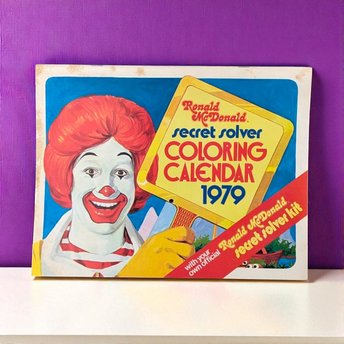 Ronald
McDonald
secret solver
COLORING
CALENDAR
1979
with your
own official
Ronald McDonald
secret solver kit